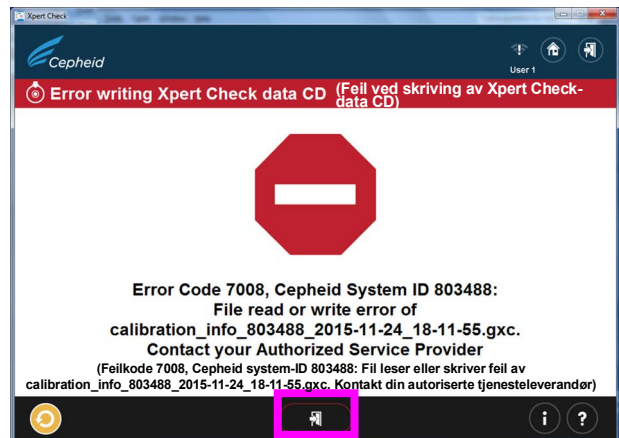 Xpert Check
Cepheid
User 1
Error writing Xpert Check data CD (Feil ved skriving av Xpert Check-
data CD)
Error Code 7008, Cepheid System ID 803488:
File read or write error of
calibration_info_803488_2015-11-24_18-11-55.gxc.
Contact your Authorized Service Provider
(Feilkode 7008, Cepheid system-ID 803488: Fil leser eller skriver feil av
calibration_info_803488_2015-11-24_18-11-55.gxc. Kontakt din autoriserte tjenesteleverandør)
i ?